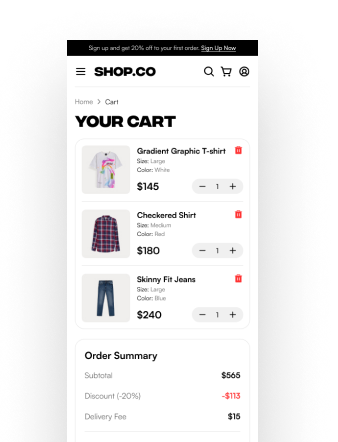 Sign up and get 20% off to your first order. Sign Up Now
SHOP.CO
Home > Cart
YOUR CART
Gradient Graphic T-shirt
Size: Large
Color: White
$145
− 1 +
Checkered Shirt
Size: Medium
Color: Red
$180
− 1 +
Skinny Fit Jeans
Size: Large
Color: Blue
$240
− 1 +
Order Summary
Subtotal $565
Discount (-20%) -$113
Delivery Fee $15